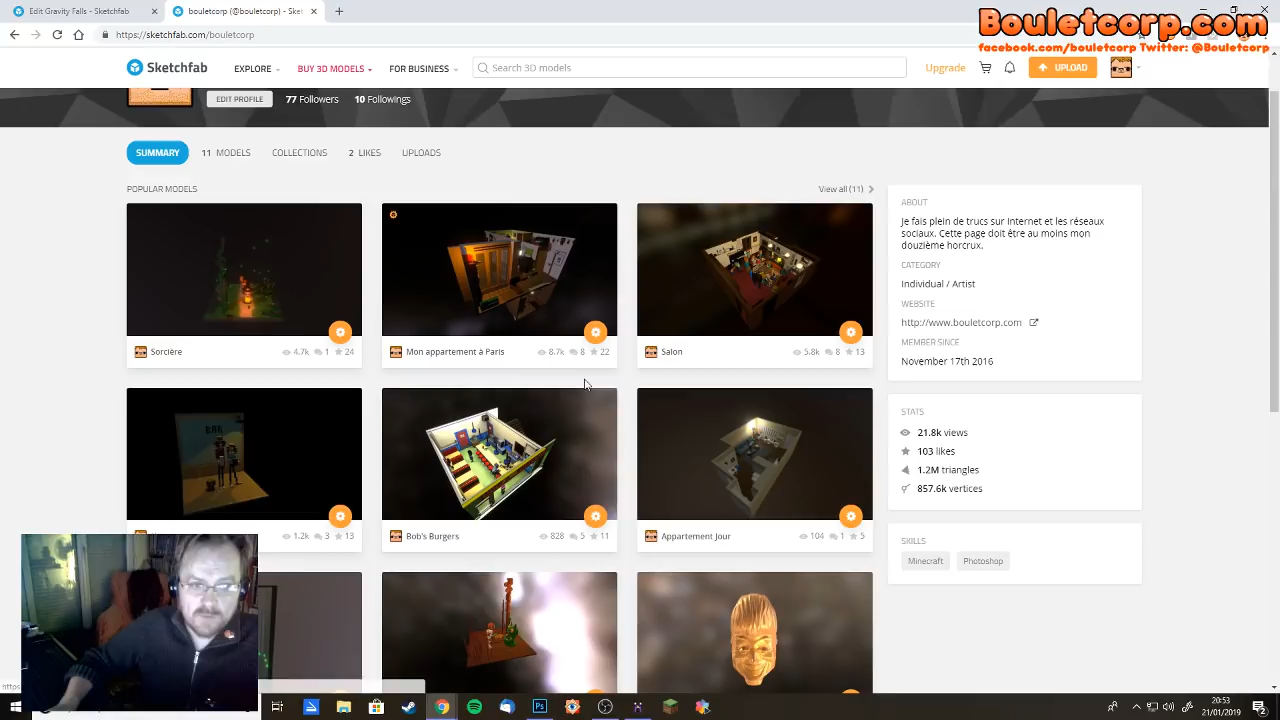 Edit Gravity Falls - Sketchfab
bouletcorp (@bouletcorp) - Sket
Bouletcorp.com
facebook.com/bouletcorp Twitter: @Bouletcorp
https://sketchfab.com/bouletcorp
Sketchfab
EXPLORE
BUY 3D MODELS
FOR BUSINESS
Search 3D models
Upgrade
UPLOAD
EDIT PROFILE
77 Followers
10 Followings
SUMMARY
11 MODELS
COLLECTIONS
2 LIKES
UPLOADS
POPULAR MODELS
View all (11)
Sorcière
4.7k 1 24
Mon appartement à Paris
8.7k 8 22
Salon
5.8k 8 13
1.2k 3 13
Bob's Burgers
828 5 11
Appartement Jour
104 1 5
ABOUT
Je fais plein de trucs sur Internet et les réseaux
sociaux. Cette page doit être au moins mon
douzième horcrux.
CATEGORY
Individual / Artist
WEBSITE
http://www.bouletcorp.com
MEMBER SINCE
November 17th 2016
STATS
21.8k views
103 likes
1.2M triangles
857.6k vertices
SKILLS
Minecraft
Photoshop
20:53
21/01/2019